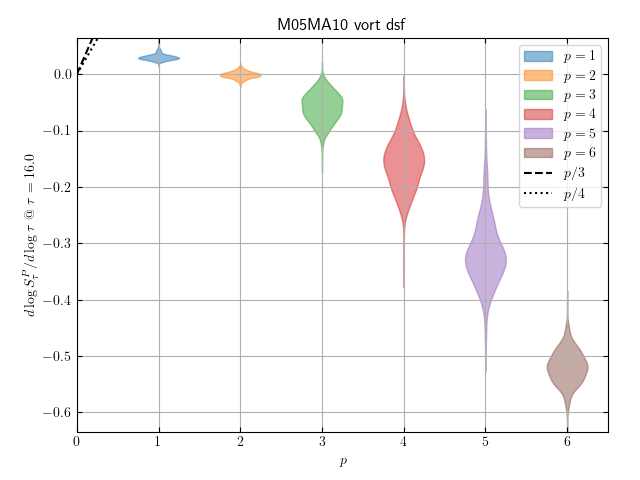 M05MA10 vort dsf
d log S_τ^P / d log τ @ τ = 16.0
0.0
−0.1
−0.2
−0.3
−0.4
−0.5
−0.6
0 1 2 3 4 5 6
p
p = 1
p = 2
p = 3
p = 4
p = 5
p = 6
p/3
p/4